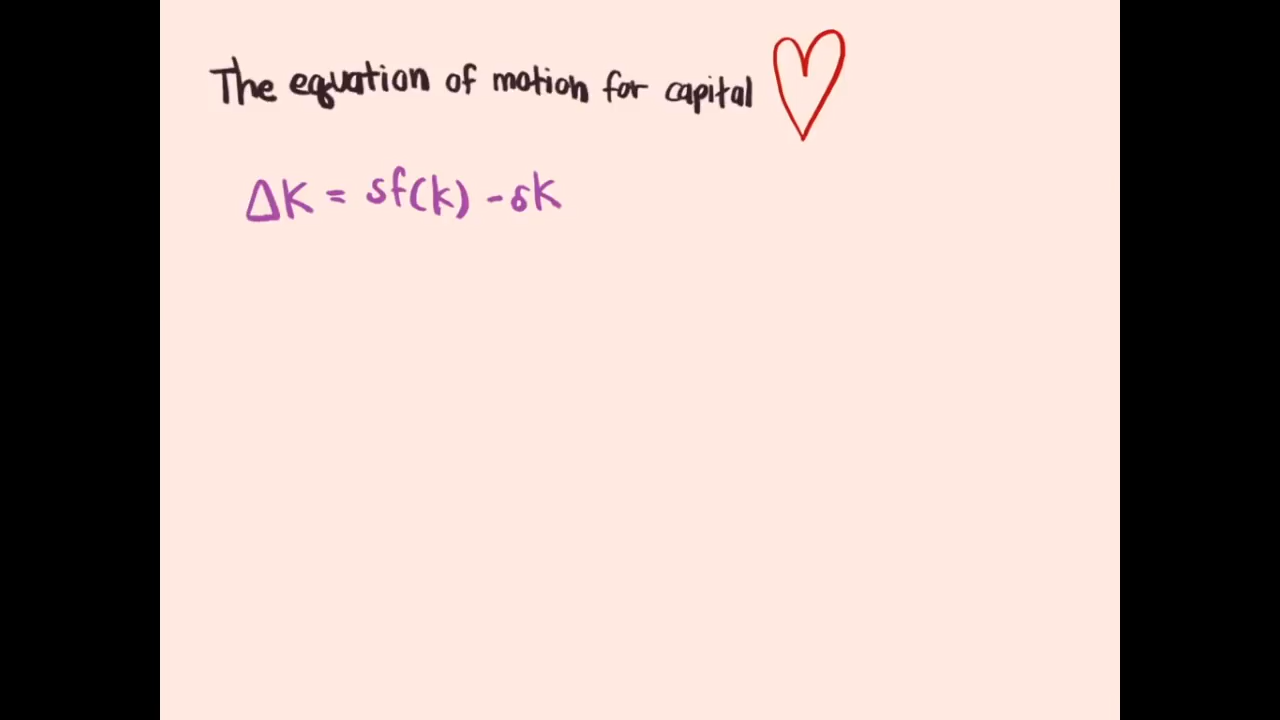 The equation of motion for capital
ΔK = sf(k) - δK